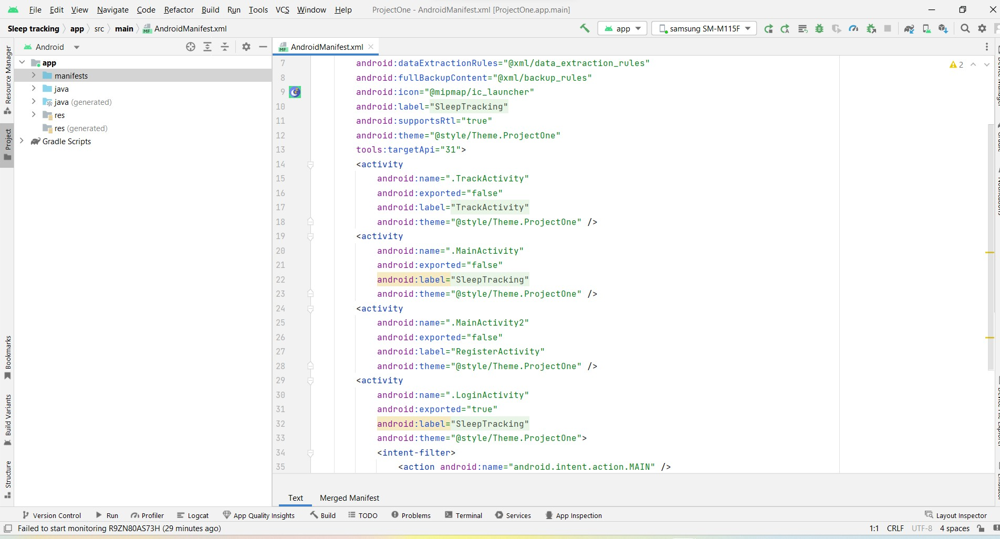 File Edit View Navigate Code Refactor Build Run Tools VCS Window Help ProjectOne - AndroidManifest.xml [ProjectOne.app.main]
Sleep tracking app src main AndroidManifest.xml app samsung SM-M115F
Resource Manager
Project
Bookmarks
Build Variants
Structure
Android
app
manifests
java
java (generated)
res
res (generated)
Gradle Scripts
MF AndroidManifest.xml
2
7 android:dataExtractionRules="@xml/data_extraction_rules"
8 android:fullBackupContent="@xml/backup_rules"
9 android:icon="@mipmap/ic_launcher"
10 android:label="SleepTracking"
11 android:supportsRtl="true"
12 android:theme="@style/Theme.ProjectOne"
13 tools:targetApi="31">
14 <activity
15 android:name=".TrackActivity"
16 android:exported="false"
17 android:label="TrackActivity"
18 android:theme="@style/Theme.ProjectOne" />
19 <activity
20 android:name=".MainActivity"
21 android:exported="false"
22 android:label="SleepTracking"
23 android:theme="@style/Theme.ProjectOne" />
24 <activity
25 android:name=".MainActivity2"
26 android:exported="false"
27 android:label="RegisterActivity"
28 android:theme="@style/Theme.ProjectOne" />
29 <activity
30 android:name=".LoginActivity"
31 android:exported="true"
32 android:label="SleepTracking"
33 android:theme="@style/Theme.ProjectOne">
34 <intent-filter>
35 <action android:name="android.intent.action.MAIN" />
Text Merged Manifest
Version Control Run Profiler Logcat App Quality Insights Build TODO Problems Terminal Services App Inspection Layout Inspector
Failed to start monitoring R9ZN80AS73H (29 minutes ago) 1:1 CRLF UTF-8 4 spaces